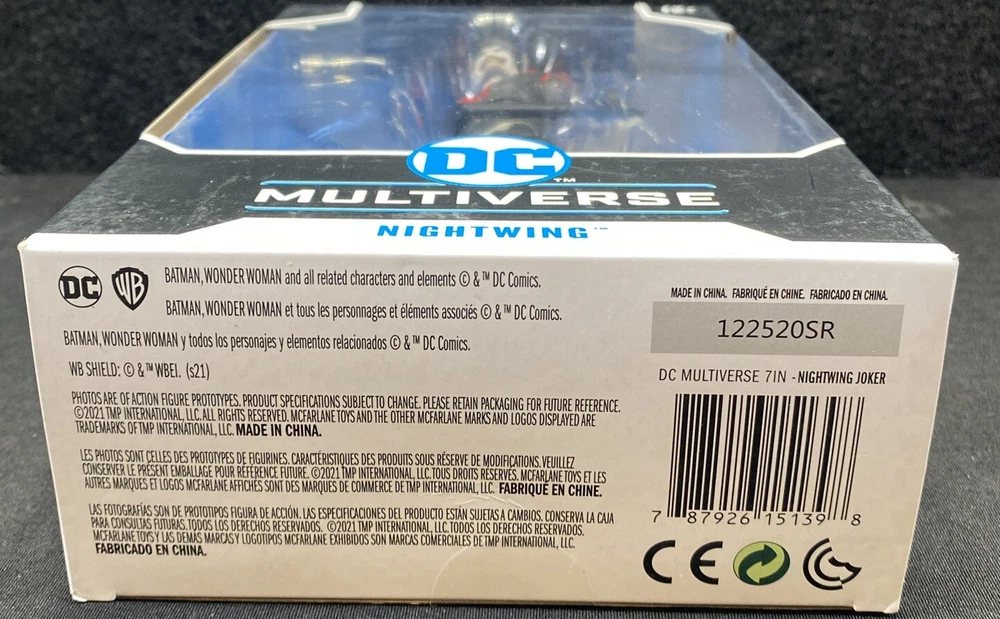 DC™
MULTIVERSE
NIGHTWING™
DC WB BATMAN, WONDER WOMAN and all related characters and elements © & ™ DC Comics.
BATMAN, WONDER WOMAN et tous les personnages et éléments associés © & ™ DC Comics.
BATMAN, WONDER WOMAN y todos los personajes y elementos relacionados © & ™ DC Comics.
WB SHIELD: © & ™ WBEI. (s21)
PHOTOS ARE OF ACTION FIGURE PROTOTYPES. PRODUCT SPECIFICATIONS SUBJECT TO CHANGE. PLEASE RETAIN PACKAGING FOR FUTURE REFERENCE.
©2021 TMP INTERNATIONAL, LLC. ALL RIGHTS RESERVED. MCFARLANE TOYS AND THE OTHER MCFARLANE MARKS AND LOGOS DISPLAYED ARE
TRADEMARKS OF TMP INTERNATIONAL, LLC. MADE IN CHINA.
LES PHOTOS SONT CELLES DES PROTOTYPES DE FIGURINES. CARACTÉRISTIQUES DES PRODUITS SOUS RÉSERVE DE MODIFICATIONS. VEUILLEZ
CONSERVER LE PRÉSENT EMBALLAGE POUR RÉFÉRENCE FUTURE. ©2021 TMP INTERNATIONAL, LLC. TOUS DROITS RÉSERVÉS. MCFARLANE TOYS ET LES
AUTRES MARQUES ET LOGOS MCFARLANE AFFICHÉS SONT DES MARQUES DE COMMERCE DE TMP INTERNATIONAL, LLC. FABRIQUÉ EN CHINE.
LAS FOTOGRAFÍAS SON DE PROTOTIPOS FIGURA DE ACCIÓN. LAS ESPECIFICACIONES DEL PRODUCTO ESTÁN SUJETAS A CAMBIOS. CONSERVA LA CAJA
PARA CONSULTAS FUTURAS. TODOS LOS DERECHOS RESERVADOS. ©2021 TMP INTERNATIONAL, LLC. TODOS LOS DERECHOS RESERVADOS.
MCFARLANE TOYS Y LAS DEMAS MARCAS Y LOGOTIPOS MCFARLANE EXHIBIDOS SON MARCAS COMERCIALES DE TMP INTERNATIONAL, LLC.
FABRICADO EN CHINA.
MADE IN CHINA. FABRIQUÉ EN CHINE. FABRICADO EN CHINA.
122520SR
DC MULTIVERSE 7IN - NIGHTWING JOKER
7 87926 15139 8
CE